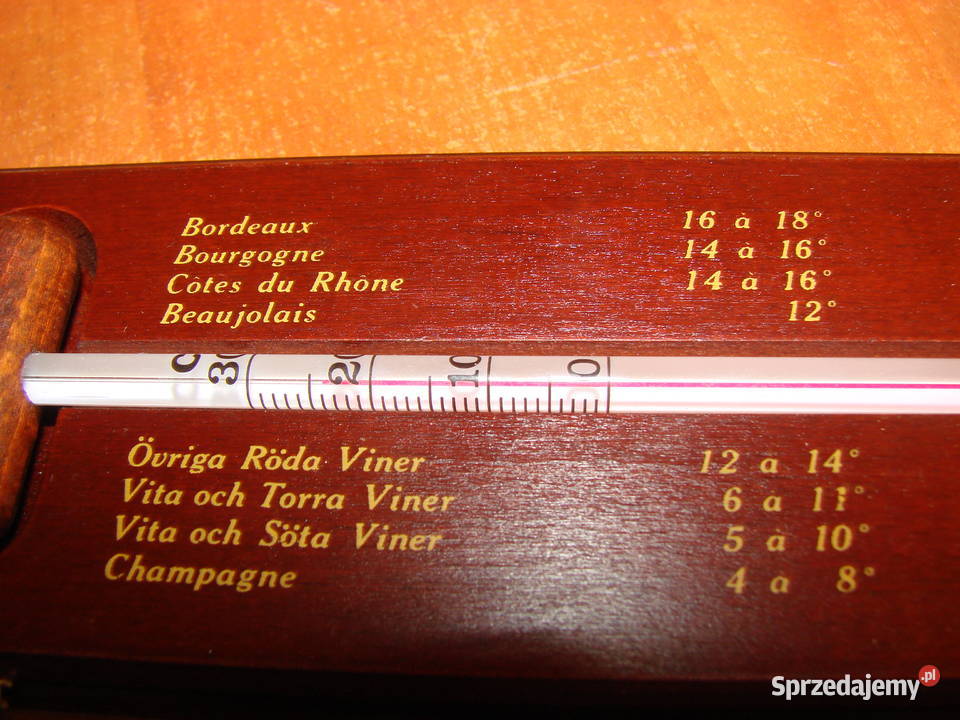 Bordeaux 16 à 18°
Bourgogne 14 à 16°
Côtes du Rhône 14 à 16°
Beaujolais 12°
C 30 20 10 0
Övriga Röda Viner 12 a 14°
Vita och Torra Viner 6 à 11°
Vita och Söta Viner 5 à 10°
Champagne 4 à 8°
Sprzedajemy.pl